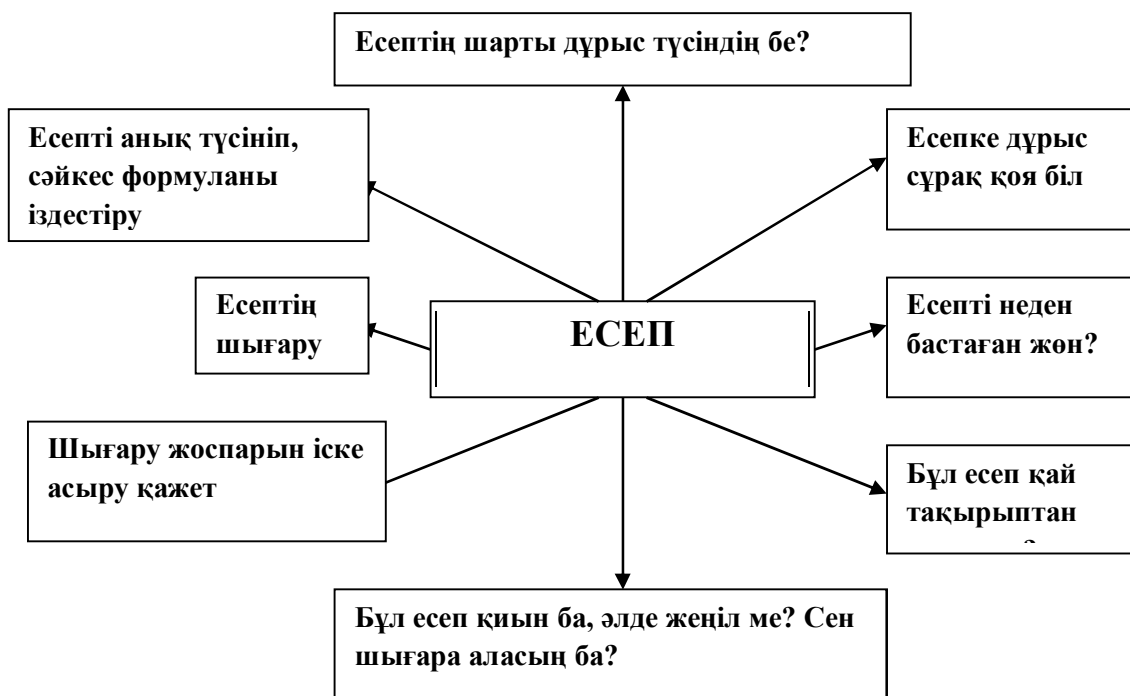 Есептің шарты дұрыс түсіндің бе?
Есепті анық түсініп,
сәйкес формуланы
іздестіру
Есепке дұрыс
сұрақ қоя біл
Есептің
шығару
ЕСЕП
Есепті неден
бастаған жөн?
Шығару жоспарын іске
асыру қажет
Бұл есеп қай
тақырыптан
Бұл есеп қиын ба, әлде жеңіл ме? Сен
шығара аласың ба?